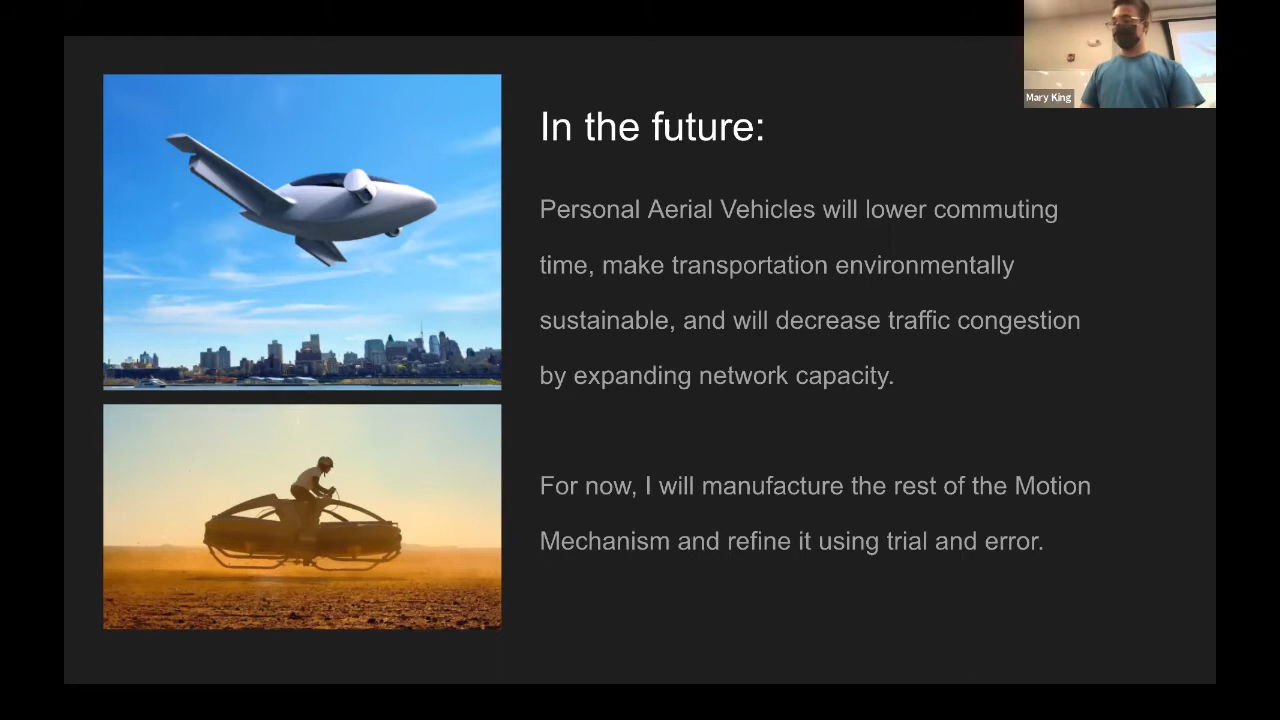 Mary King
In the future:
Personal Aerial Vehicles will lower commuting
time, make transportation environmentally
sustainable, and will decrease traffic congestion
by expanding network capacity.
For now, I will manufacture the rest of the Motion
Mechanism and refine it using trial and error.